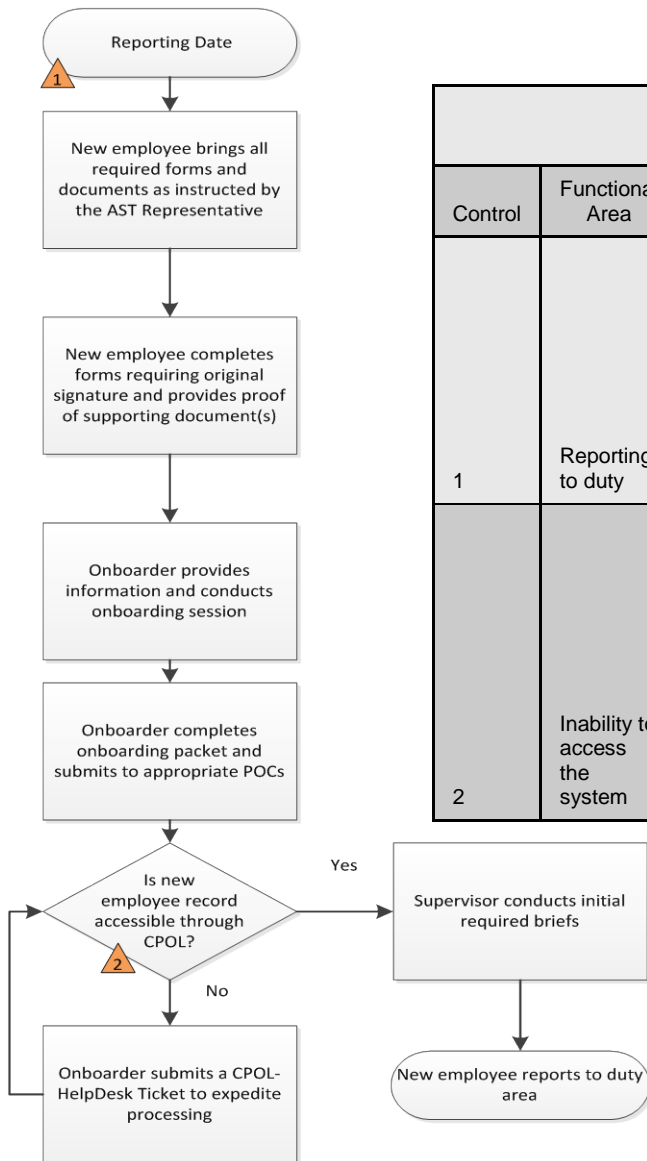 Reporting Date
1
New employee brings all
required forms and
documents as instructed by
the AST Representative
New employee completes
forms requiring original
signature and provides proof
of supporting document(s)
Onboarder provides
information and conducts
onboarding session
Onboarder completes
onboarding packet and
submits to appropriate POCs
Is new
employee record
accessible through
CPOL?
2
Yes
No
Onboarder submits a CPOL-
HelpDesk Ticket to expedite
processing
Supervisor conducts initial
required briefs
New employee reports to duty
area
Control
Functiona
Area
1
Reporting
to duty
2
Inability to
access
the
system